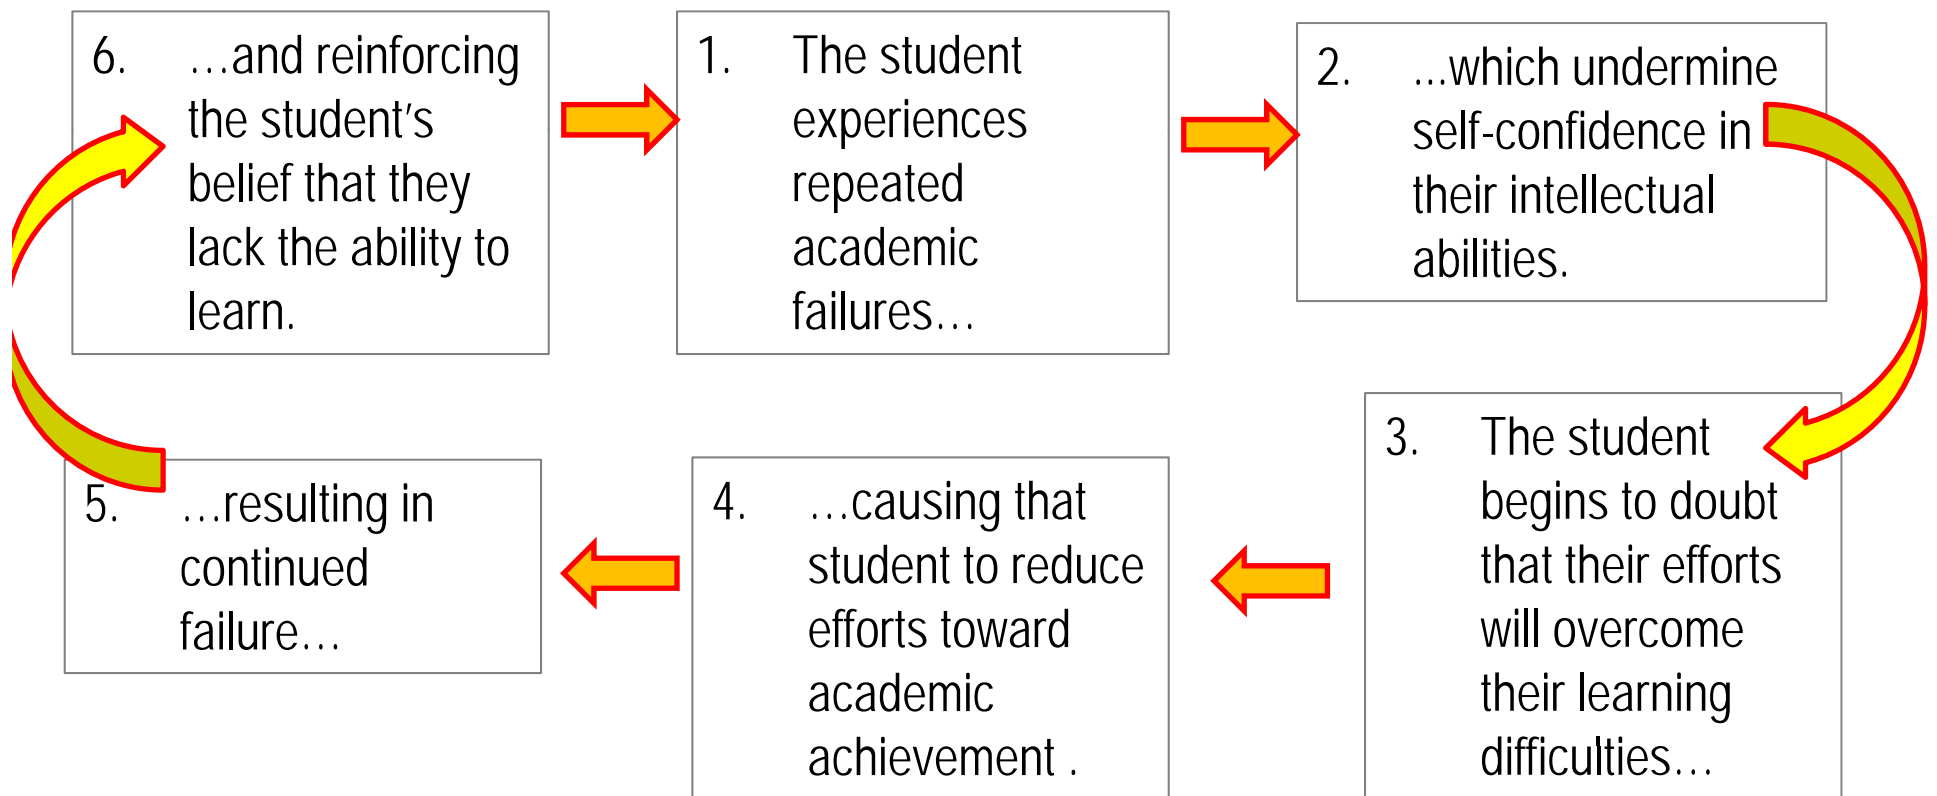 6. …and reinforcing
the student's
belief that they
lack the ability to
learn.
1. The student
experiences
repeated
academic
failures…
2. …which undermine
self-confidence in
their intellectual
abilities.
3. The student
begins to doubt
that their efforts
will overcome
their learning
difficulties…
4. …causing that
student to reduce
efforts toward
academic
achievement .
5. …resulting in
continued
failure…